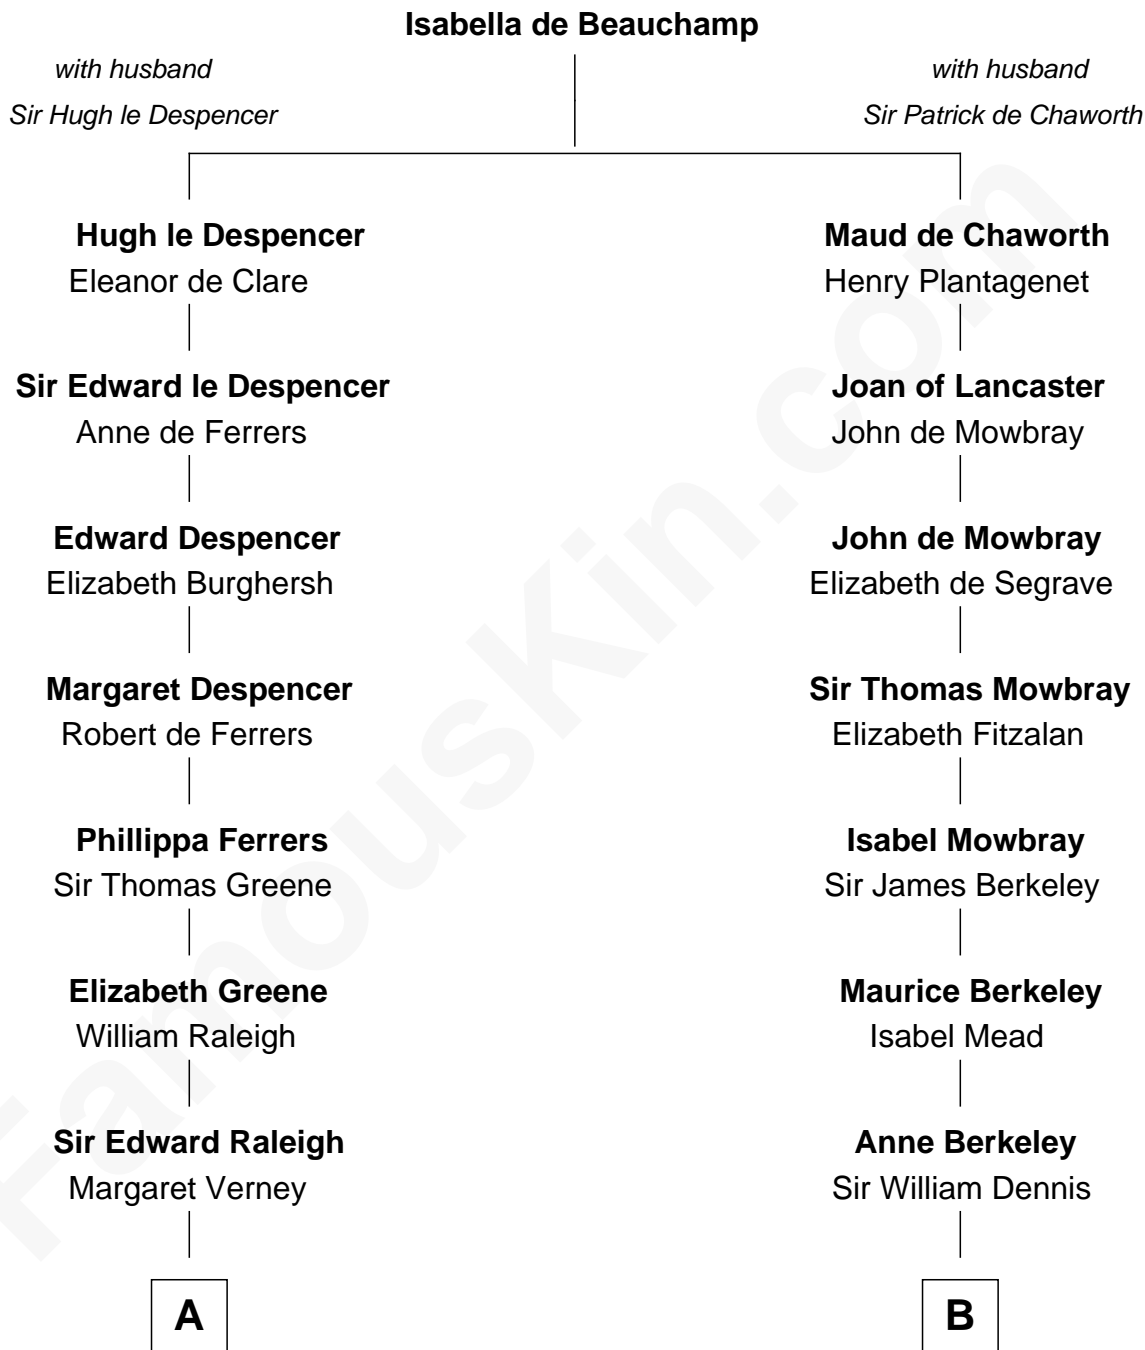 Isabella de Beauchamp
with husband
Sir Hugh le Despencer
with husband
Sir Patrick de Chaworth
Hugh le Despencer
Eleanor de Clare
Sir Edward le Despencer
Anne de Ferrers
Edward Despencer
Elizabeth Burghersh
Margaret Despencer
Robert de Ferrers
Phillippa Ferrers
Sir Thomas Greene
Elizabeth Greene
William Raleigh
Sir Edward Raleigh
Margaret Verney
A
Maud de Chaworth
Henry Plantagenet
Joan of Lancaster
John de Mowbray
John de Mowbray
Elizabeth de Segrave
Sir Thomas Mowbray
Elizabeth Fitzalan
Isabel Mowbray
Sir James Berkeley
Maurice Berkeley
Isabel Mead
Anne Berkeley
Sir William Dennis
B
FamousKin.com